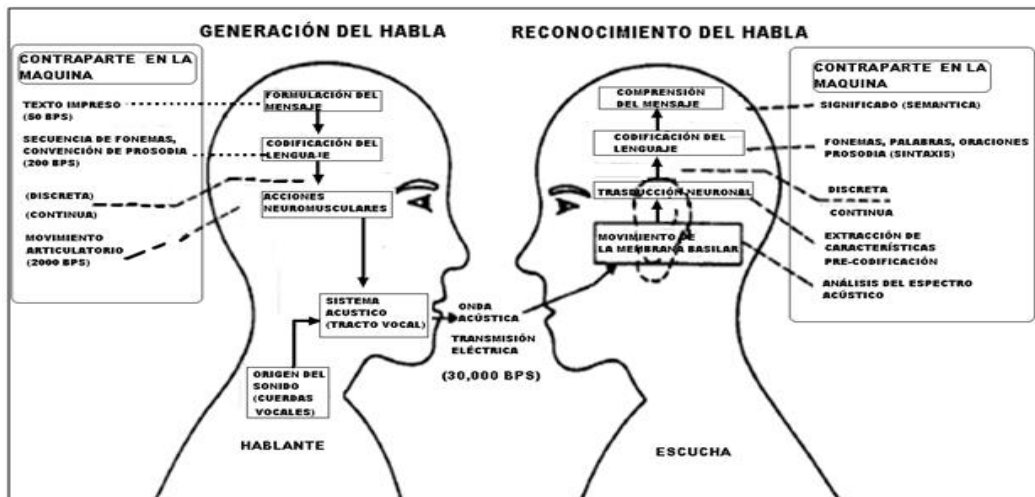 GENERACIÓN DEL HABLA
RECONOCIMIENTO DEL HABLA
CONTRAPARTE EN LA
MAQUINA
TEXTO IMPRESO
(50 BPS)
SECUENCIA DE FONEMAS,
CONVENCIÓN DE PROSODIA
(200 BPS)
(DISCRETA)
(CONTINUA)
MOVIMIENTO
ARTICULATORIO
(2000 BPS)
FORMULACIÓN DEL
MENSAJE
CODIFICACIÓN DEL
LENGUAJE
ACCIONES
NEUROMUSCULARES
SISTEMA
ACUSTICO
(TRACTO VOCAL)
ORIGEN DEL
SONIDO
(CUERDAS
VOCALES)
HABLANTE
ONDA
ACÚSTICA
TRANSMISIÓN
ELÉCTRICA
(30,000 BPS)
COMPRENSIÓN
DEL MENSAJE
CODIFICACIÓN DEL
LENGUAJE
TRASDUCCIÓN NEURONAL
MOVIMIENTO DE
LA MEMBRANA BASILAR
ESCUCHA
CONTRAPARTE EN LA
MAQUINA
SIGNIFICADO (SEMANTICA)
FONEMAS, PALABRAS, ORACIONES
PROSODIA (SINTAXIS)
DISCRETA
CONTINUA
EXTRACCIÓN DE
CARACTERÍSTICAS
PRE-CODIFICACIÓN
ANÁLISIS DEL ESPECTRO
ACÚSTICO